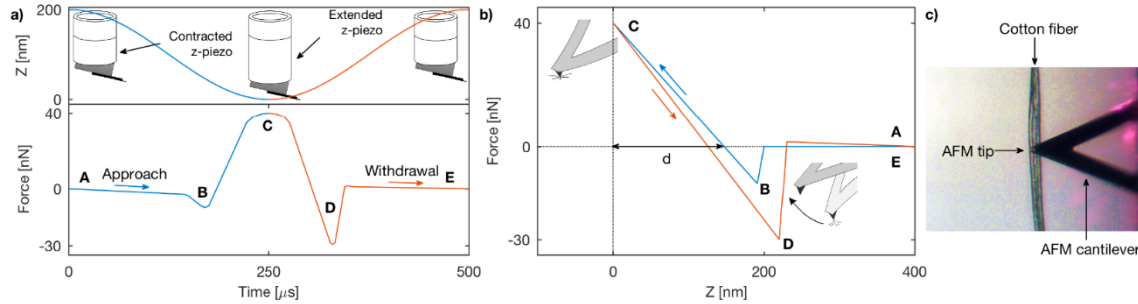 a)
Z [nm]
200
0
Contracted
z-piezo
Extended
z-piezo
Force [nN]
40
0
-30
A
Approach
B
C
D
Withdrawal
E
0
250
500
Time [μs]
b)
Force [nN]
40
0
-30
C
d
A
E
B
D
0
200
400
Z [nm]
c)
Cotton fiber
AFM tip
AFM cantilever